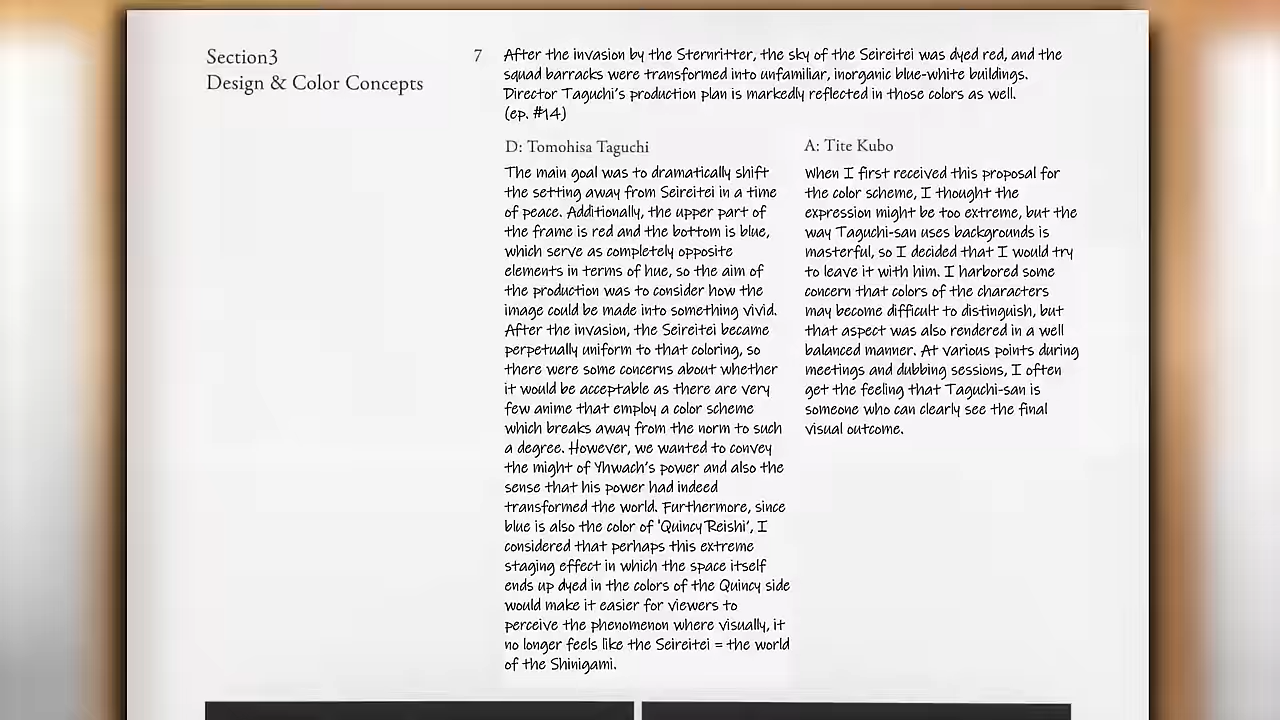 Section3
Design & Color Concepts
7
After the invasion by the Sternritter, the sky of the Seireitei was dyed red, and the
squad barracks were transformed into unfamiliar, inorganic blue-white buildings.
Director Taguchi's production plan is markedly reflected in those colors as well.
(ep. #14)
D: Tomohisa Taguchi
The main goal was to dramatically shift
the setting away from Seireitei in a time
of peace. Additionally, the upper part of
the frame is red and the bottom is blue,
which serve as completely opposite
elements in terms of hue, so the aim of
the production was to consider how the
image could be made into something vivid.
After the invasion, the Seireitei became
perpetually uniform to that coloring, so
there were some concerns about whether
it would be acceptable as there are very
few anime that employ a color scheme
which breaks away from the norm to such
a degree. However, we wanted to convey
the might of Yhwach's power and also the
sense that his power had indeed
transformed the world. Furthermore, since
blue is also the color of 'Quincy Reishi', I
considered that perhaps this extreme
staging effect in which the space itself
ends up dyed in the colors of the Quincy side
would make it easier for viewers to
perceive the phenomenon where visually, it
no longer feels like the Seireitei = the world
of the Shinigami.
A: Tite Kubo
When I first received this proposal for
the color scheme, I thought the
expression might be too extreme, but the
way Taguchi-san uses backgrounds is
masterful, so I decided that I would try
to leave it with him. I harbored some
concern that colors of the characters
may become difficult to distinguish, but
that aspect was also rendered in a well
balanced manner. At various points during
meetings and dubbing sessions, I often
get the feeling that Taguchi-san is
someone who can clearly see the final
visual outcome.